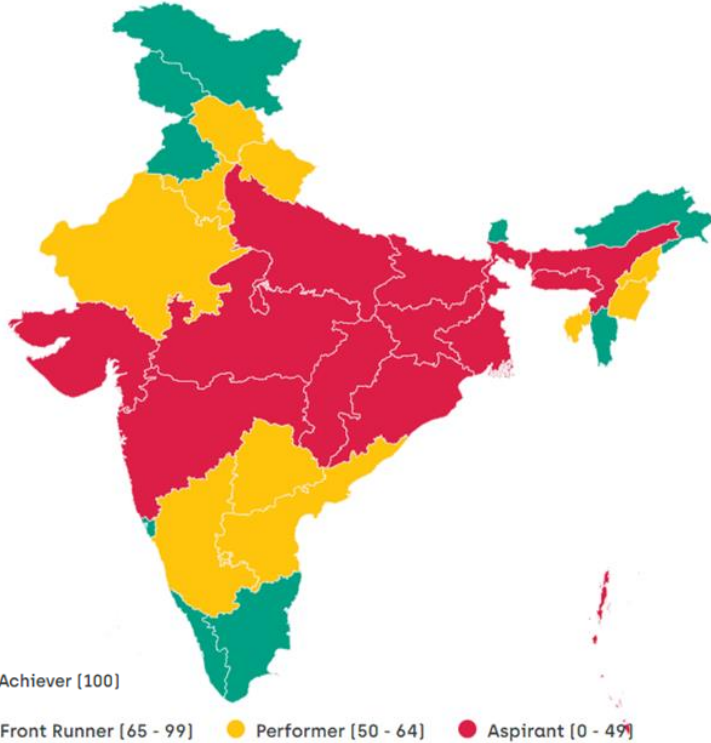 Achiever (100)
Front Runner (65 - 99) Performer (50 - 64) Aspirant (0 - 49)